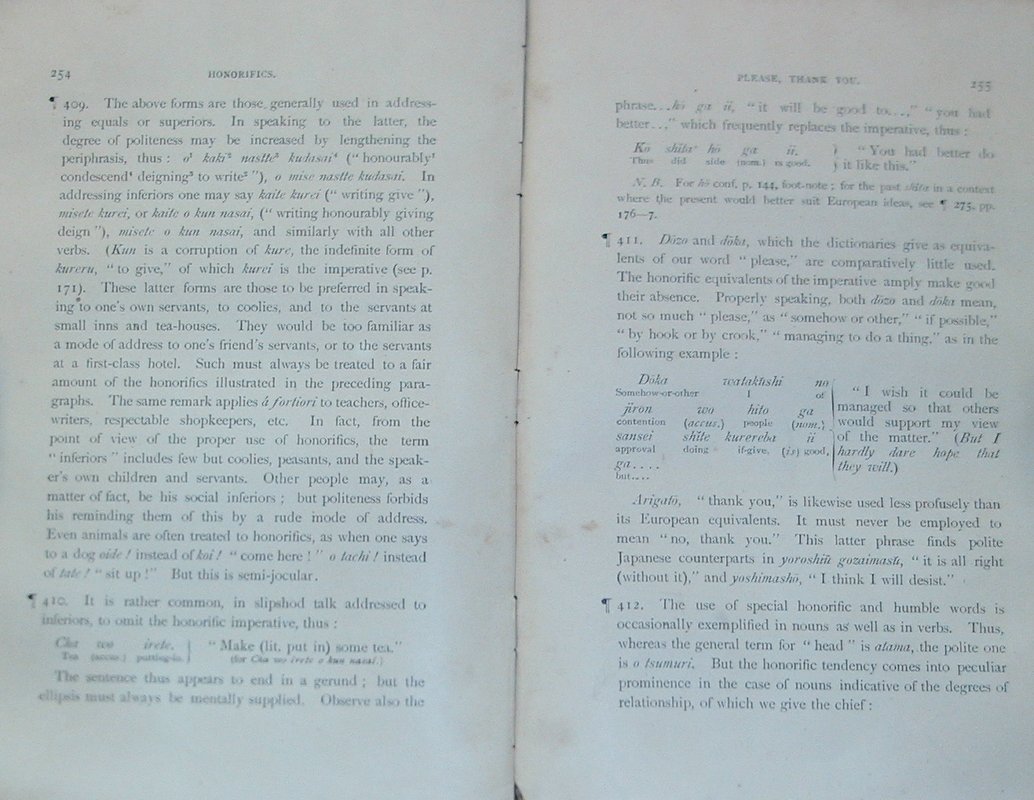 254 HONORIFICS.
¶ 409. The above forms are those generally used in address-
ing equals or superiors. In speaking to the latter, the
degree of politeness may be increased by lengthening the
periphrasis, thus : o¹ kaki² nastte³ kudasai⁴ (“honourably¹
condescend⁴ deigning³ to write²”), o mise nastte kudasai. In
addressing inferiors one may say kaite kurei (“writing give”),
misete kurei, or kaite o kun nasai, (“writing honourably giving
deign”), misete o kun nasai, and similarly with all other
verbs. (Kun is a corruption of kure, the indefinite form of
kureru, “to give,” of which kurei is the imperative (see p.
171). These latter forms are those to be preferred in speak-
ing to one's own servants, to coolies, and to the servants at
small inns and tea-houses. They would be too familiar as
a mode of address to one's friend's servants, or to the servants
at a first-class hotel. Such must always be treated to a fair
amount of the honorifics illustrated in the preceding para-
graphs. The same remark applies á fortiori to teachers, office-
writers, respectable shopkeepers, etc. In fact, from the
point of view of the proper use of honorifics, the term
“inferiors” includes few but coolies, peasants, and the speak-
er's own children and servants. Other people may, as a
matter of fact, be his social inferiors ; but politeness forbids
his reminding them of this by a rude mode of address.
Even animals are often treated to honorifics, as when one says
to a dog oide ! instead of koi ! “come here !” o tachi ! instead
of tate ! “sit up !” But this is semi-jocular.
¶ 410. It is rather common, in slipshod talk addressed to
inferiors, to omit the honorific imperative, thus :
Cha wo irete. “Make (lit. put in) some tea.”
Tea (accus.) putting-in. (for Cha wo irete o kun nasai.)
The sentence thus appears to end in a gerund ; but the
ellipsis must always be mentally supplied. Observe also the
PLEASE, THANK YOU. 255
phrase...hō ga ii, “it will be good to...,” “you had
better...,” which frequently replaces the imperative, thus :
Kō shita hō ga ii. “You had better do
Thus did side (nom.) is good. it like this.”
N. B. For hō conf. p. 144, foot-note ; for the past shita in a context
where the present would better suit European ideas, see ¶ 275, pp.
176—7.
¶ 411. Dōzo and dōka, which the dictionaries give as equiva-
lents of our word “please,” are comparatively little used.
The honorific equivalents of the imperative amply make good
their absence. Properly speaking, both dōzo and dōka mean,
not so much “please,” as “somehow or other,” “if possible,”
“by hook or by crook,” “managing to do a thing,” as in the
following example :
Dōka watakŭshi no
Somehow-or-other I of
jiron wo hito ga
contention (accus.) people (nom.)
sansei shĭte kurereba ii
approval doing if-give, (is) good,
ga....
but....
“I wish it could be
managed so that others
would support my view
of the matter.” (But I
hardly dare hope that
they will.)
Arigatō, “thank you,” is likewise used less profusely than
its European equivalents. It must never be employed to
mean “no, thank you.” This latter phrase finds polite
Japanese counterparts in yoroshiū gozaimasŭ, “it is all right
(without it),” and yoshimashō, “I think I will desist.”
¶ 412. The use of special honorific and humble words is
occasionally exemplified in nouns as well as in verbs. Thus,
whereas the general term for “head” is atama, the polite one
is o tsumuri. But the honorific tendency comes into peculiar
prominence in the case of nouns indicative of the degrees of
relationship, of which we give the chief :